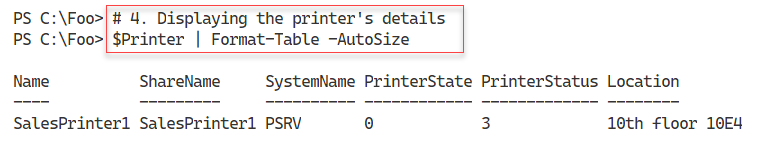 PS C:\Foo> # 4. Displaying the printer's details
PS C:\Foo> $Printer | Format-Table -AutoSize
Name          ShareName     SystemName PrinterState PrinterStatus Location
----          ---------     ---------- ------------ ------------- --------
SalesPrinter1 SalesPrinter1 PSRV       0            3             10th floor 10E4